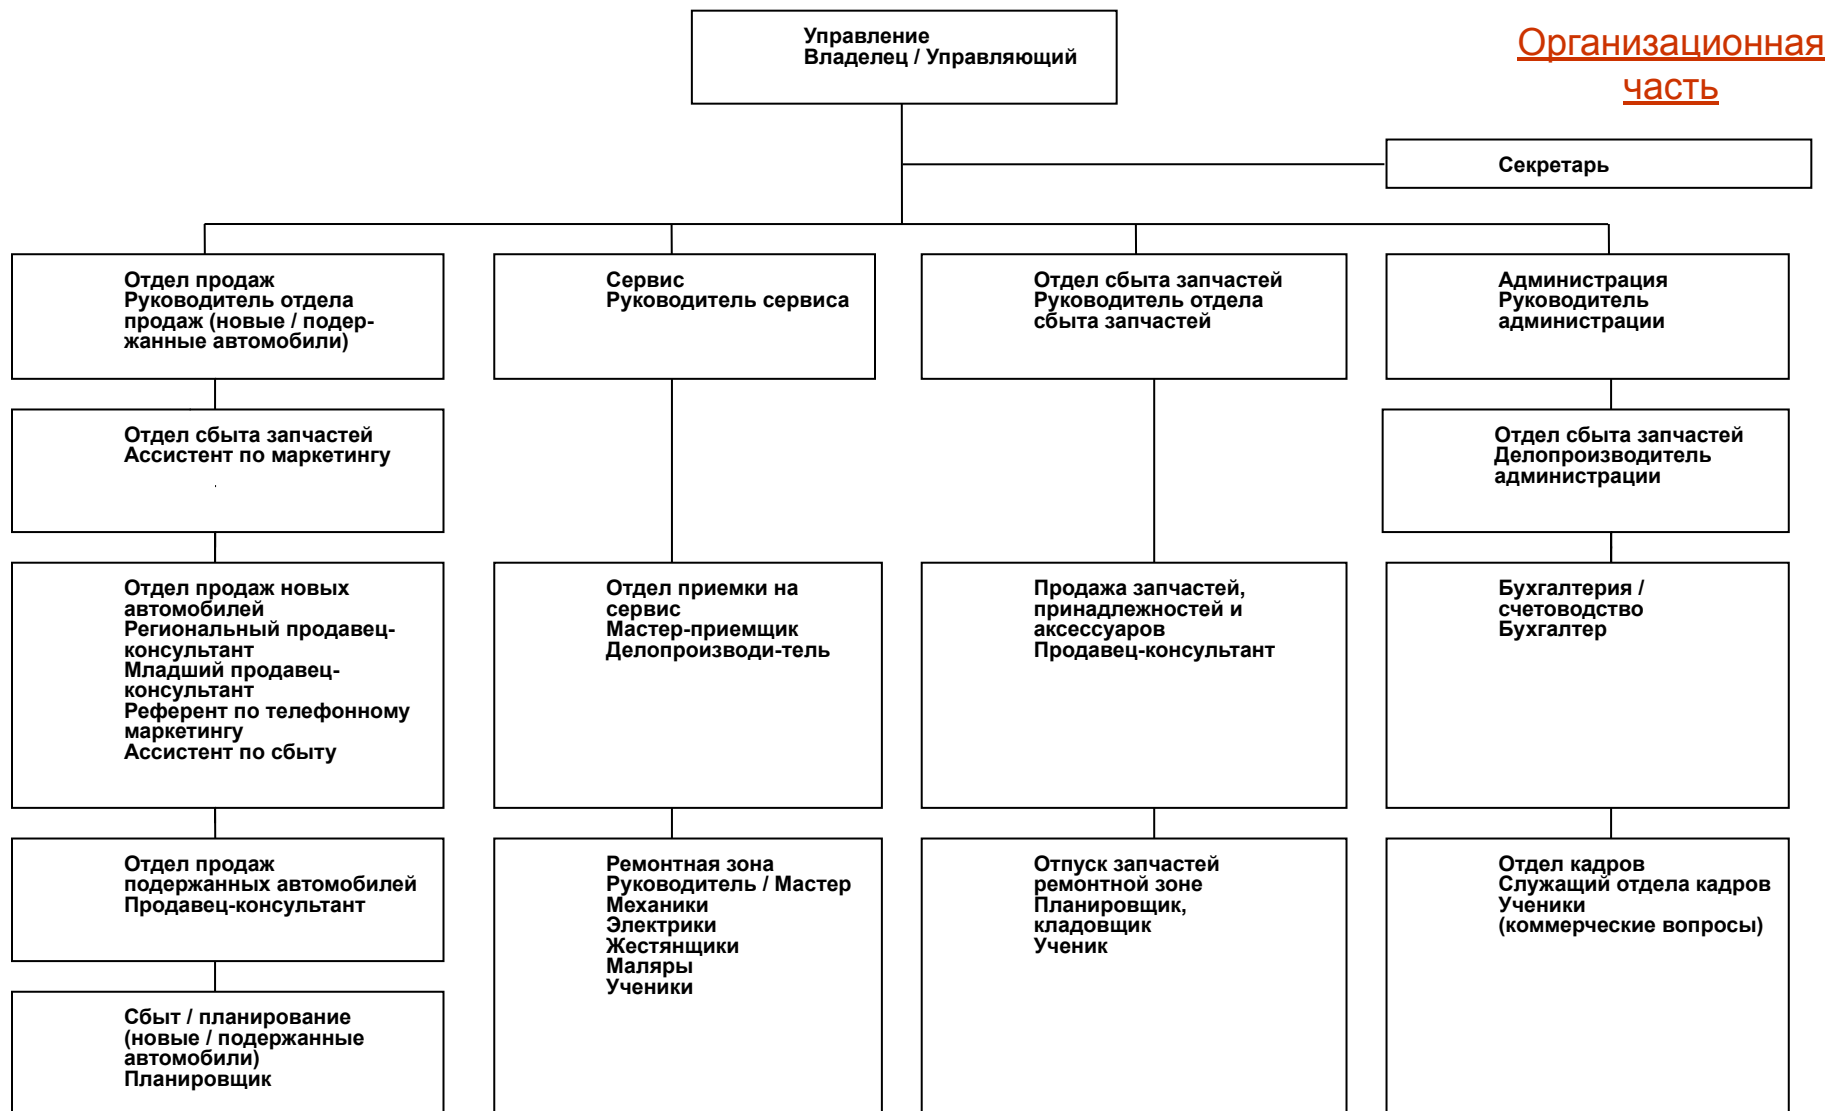 Управление
Владелец / Управляющий
Организационная
часть
Секретарь
Отдел продаж
Руководитель отдела
продаж (новые / подер-
жанные автомобили)
Сервис
Руководитель сервиса
Отдел сбыта запчастей
Руководитель отдела
сбыта запчастей
Администрация
Руководитель
администрации
Отдел сбыта запчастей
Ассистент по маркетингу
Отдел сбыта запчастей
Делопроизводитель
администрации
Отдел продаж новых
автомобилей
Региональный продавец-
консультант
Младший продавец-
консультант
Референт по телефонному
маркетингу
Ассистент по сбыту
Отдел приемки на
сервис
Мастер-приемщик
Делопроизводи-тель
Продажа запчастей,
принадлежностей и
аксессуаров
Продавец-консультант
Бухгалтерия /
счетоводство
Бухгалтер
Отдел продаж
подержанных автомобилей
Продавец-консультант
Ремонтная зона
Руководитель / Мастер
Механики
Электрики
Жестянщики
Маляры
Ученики
Отпуск запчастей
ремонтной зоне
Планировщик,
кладовщик
Ученик
Отдел кадров
Служащий отдела кадров
Ученики
(коммерческие вопросы)
Сбыт / планирование
(новые / подержанные
автомобили)
Планировщик